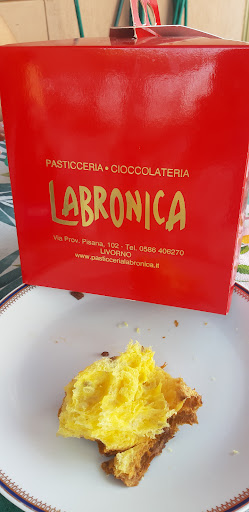 PASTICCERIA • CIOCCOLATERIA
LABRONICA
Via Prov. Pisana, 102 - Tel. 0586 406270
LIVORNO
www.pasticcerialabronica.it